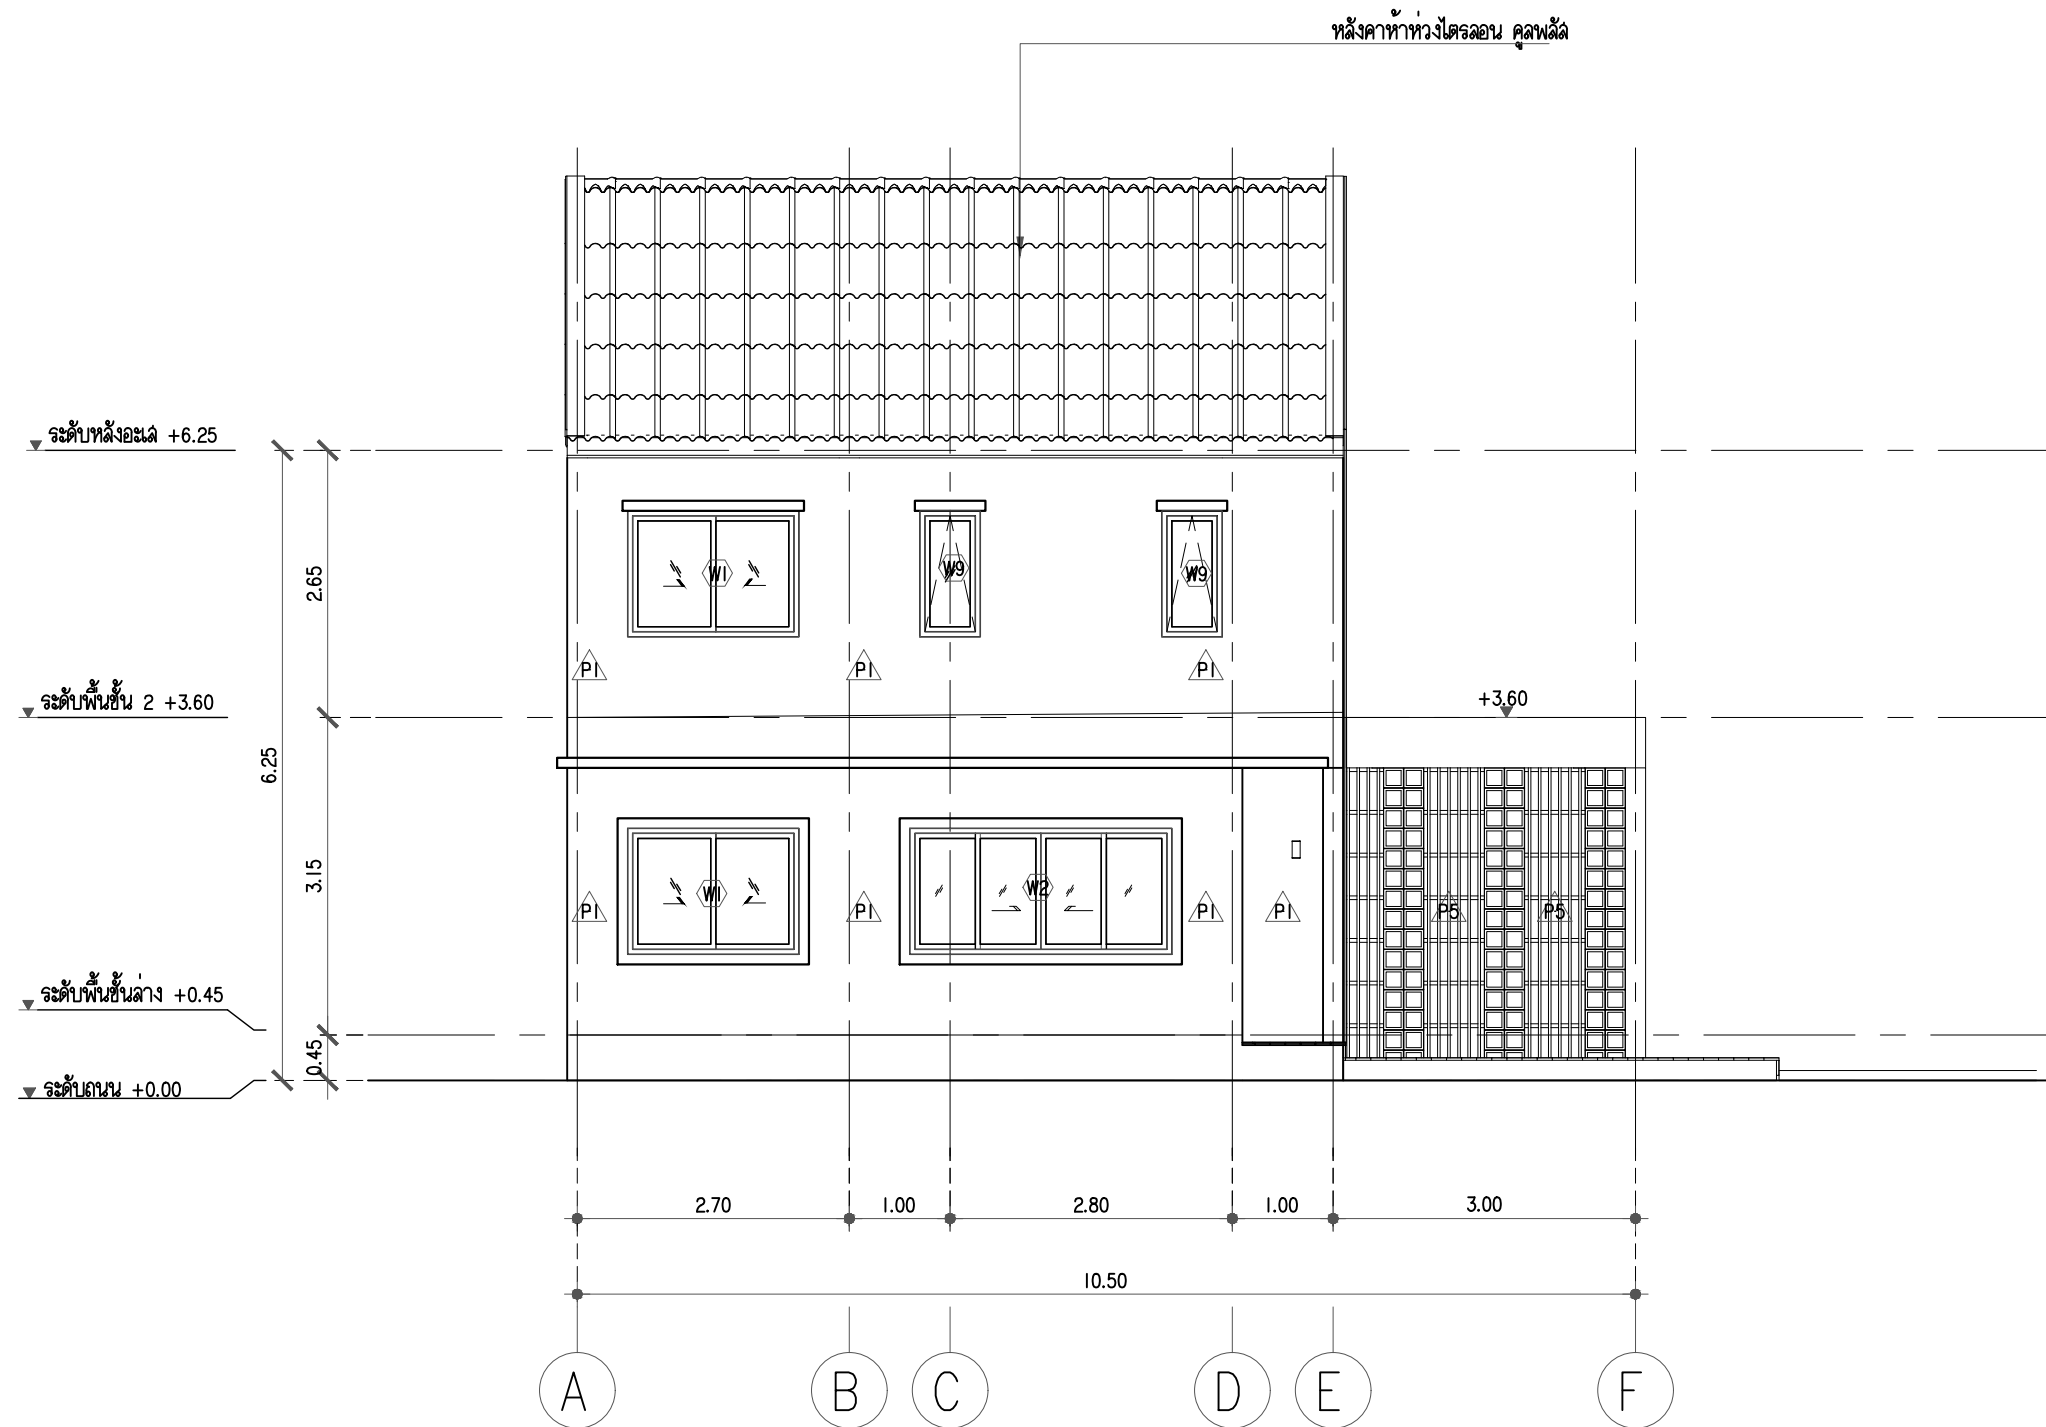 หลังคาห้าห่วงไตรลอน คูลพลัส
ระดับหลังอะเส +6.25
2.65
W1
W9
W9
P1
P1
P1
ระดับพื้นชั้น 2 +3.60
+3.60
6.25
3.15
W1
W2
P1
P1
P1
P1
P5
P5
ระดับพื้นชั้นล่าง +0.45
0.45
ระดับถนน +0.00
2.70
1.00
2.80
1.00
3.00
10.50
A
B
C
D
E
F